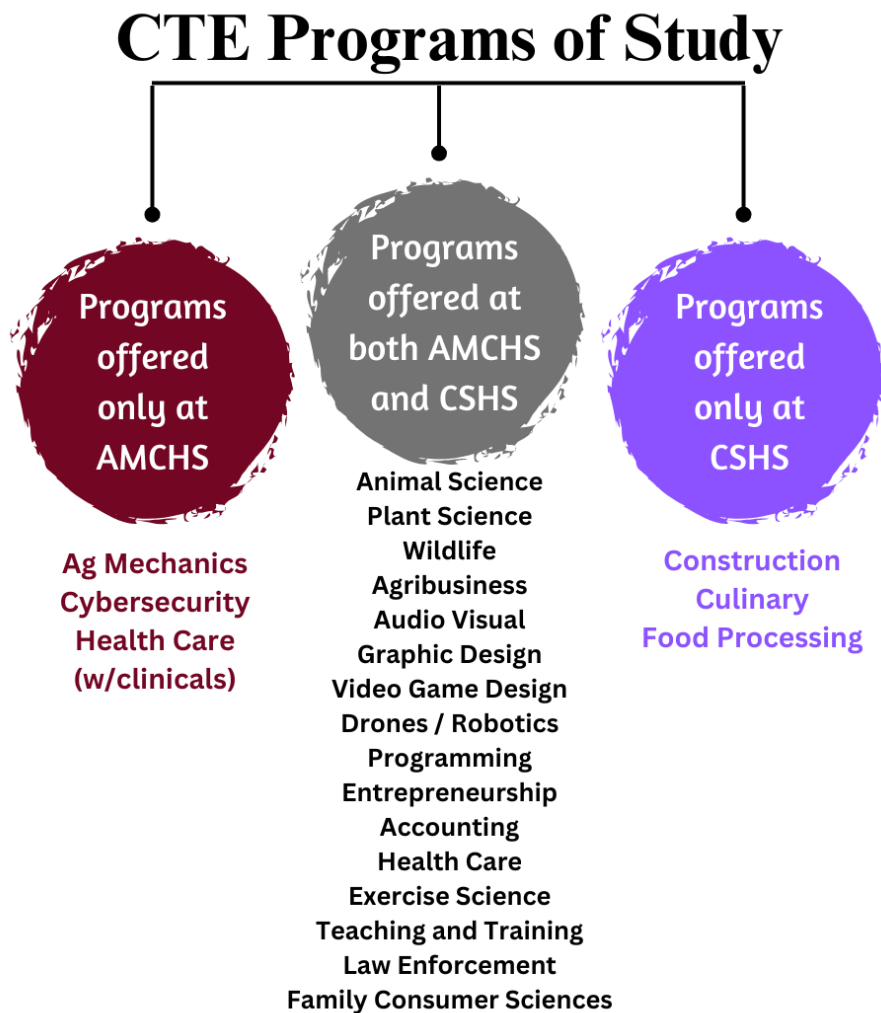 CTE Programs of Study
Programs
offered
only at
AMCHS
Ag Mechanics
Cybersecurity
Health Care
(w/clinicals)
Programs
offered at
both AMCHS
and CSHS
Animal Science
Plant Science
Wildlife
Agribusiness
Audio Visual
Graphic Design
Video Game Design
Drones / Robotics
Programming
Entrepreneurship
Accounting
Health Care
Exercise Science
Teaching and Training
Law Enforcement
Family Consumer Sciences
Programs
offered
only at
CSHS
Construction
Culinary
Food Processing